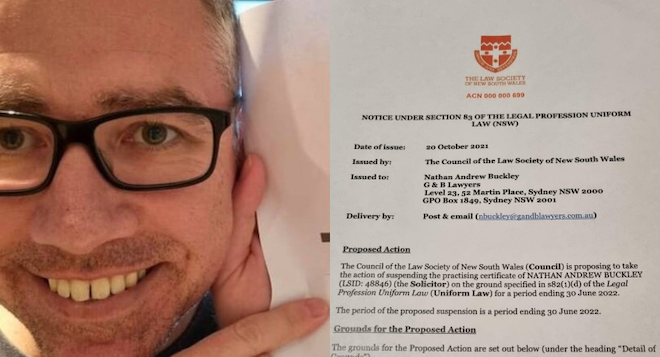 THE LAW SOCIETY
OF NEW SOUTH WALES
ACN 000 000 699
NOTICE UNDER SECTION 83 OF THE LEGAL PROFESSION UNIFORM
LAW (NSW)
Date of issue: 20 October 2021
Issued by: The Council of the Law Society of New South Wales
Issued to: Nathan Andrew Buckley
G & B Lawyers
Level 23, 52 Martin Place, Sydney NSW 2000
GPO Box 1849, Sydney NSW 2001
Delivery by: Post & email (nbuckley@gandblawyers.com.au)
Proposed Action
The Council of the Law Society of New South Wales (Council) is proposing to take
the action of suspending the practising certificate of NATHAN ANDREW BUCKLEY
(LSID: 48846) (the Solicitor) on the ground specified in s82(1)(d) of the Legal
Profession Uniform Law (Uniform Law) for a period ending 30 June 2022.
The period of the proposed suspension is a period ending 30 June 2022.
Grounds for the Proposed Action
The grounds for the Proposed Action are set out below (under the heading "Detail of
Grounds")